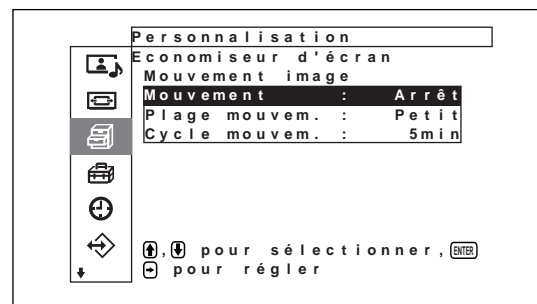 Personnalisation
Economiseur d'écran
Mouvement image
Mouvement : Arrêt
Plage mouvem. : Petit
Cycle mouvem. : 5min
, pour sélectionner, ENTER
pour régler